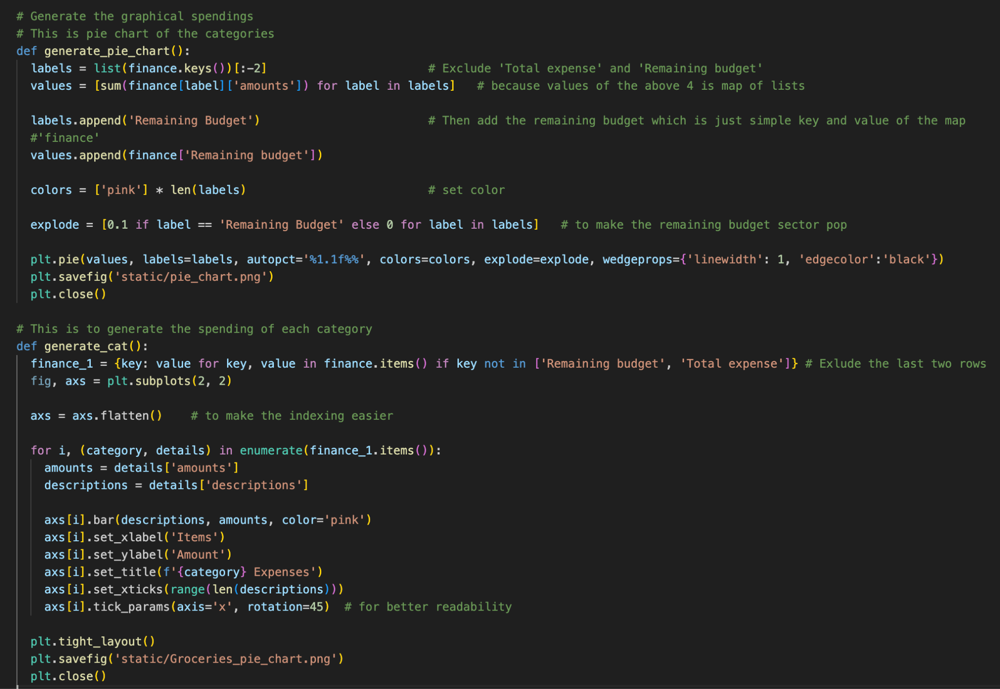 # Generate the graphical spendings
# This is pie chart of the categories
def generate_pie_chart():
  labels = list(finance.keys())[:-2]                       # Exclude 'Total expense' and 'Remaining budget'
  values = [sum(finance[label]['amounts']) for label in labels]   # because values of the above 4 is map of lists

  labels.append('Remaining Budget')                        # Then add the remaining budget which is just simple key and value of the map
  #'finance'
  values.append(finance['Remaining budget'])

  colors = ['pink'] * len(labels)                          # set color

  explode = [0.1 if label == 'Remaining Budget' else 0 for label in labels]   # to make the remaining budget sector pop

  plt.pie(values, labels=labels, autopct='%1.1f%%', colors=colors, explode=explode, wedgeprops={'linewidth': 1, 'edgecolor':'black'})
  plt.savefig('static/pie_chart.png')
  plt.close()

# This is to generate the spending of each category
def generate_cat():
  finance_1 = {key: value for key, value in finance.items() if key not in ['Remaining budget', 'Total expense']} # Exlude the last two rows
  fig, axs = plt.subplots(2, 2)

  axs = axs.flatten()    # to make the indexing easier

  for i, (category, details) in enumerate(finance_1.items()):
    amounts = details['amounts']
    descriptions = details['descriptions']

    axs[i].bar(descriptions, amounts, color='pink')
    axs[i].set_xlabel('Items')
    axs[i].set_ylabel('Amount')
    axs[i].set_title(f'{category} Expenses')
    axs[i].set_xticks(range(len(descriptions)))
    axs[i].tick_params(axis='x', rotation=45)  # for better readability

  plt.tight_layout()
  plt.savefig('static/Groceries_pie_chart.png')
  plt.close()